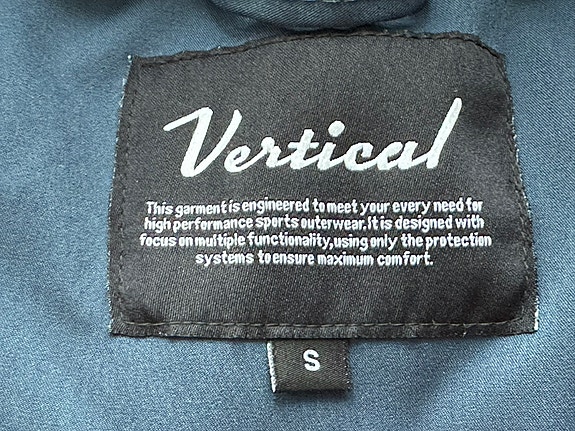 Vertical
This garment is engineered to meet your every need for
high performance sports outerwear.It is designed with
focus on multiple functionality,using only the protection
systems to ensure maximum comfort.
S